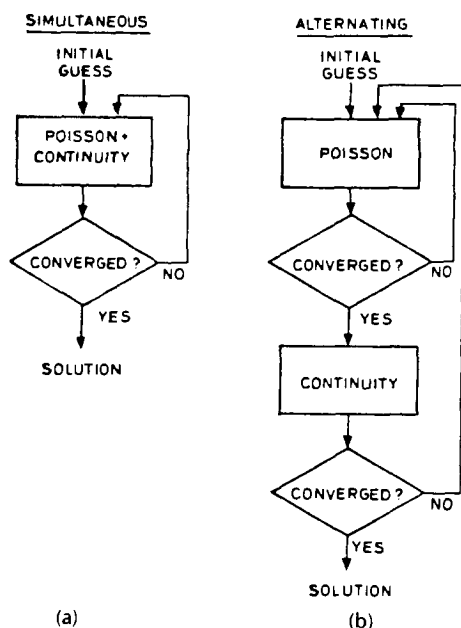 SIMULTANEOUS
INITIAL
GUESS
POISSON +
CONTINUITY
CONVERGED ?
NO
YES
SOLUTION
(a)
ALTERNATING
INITIAL
GUESS
POISSON
CONVERGED ?
NO
YES
CONTINUITY
CONVERGED ?
NO
YES
SOLUTION
(b)